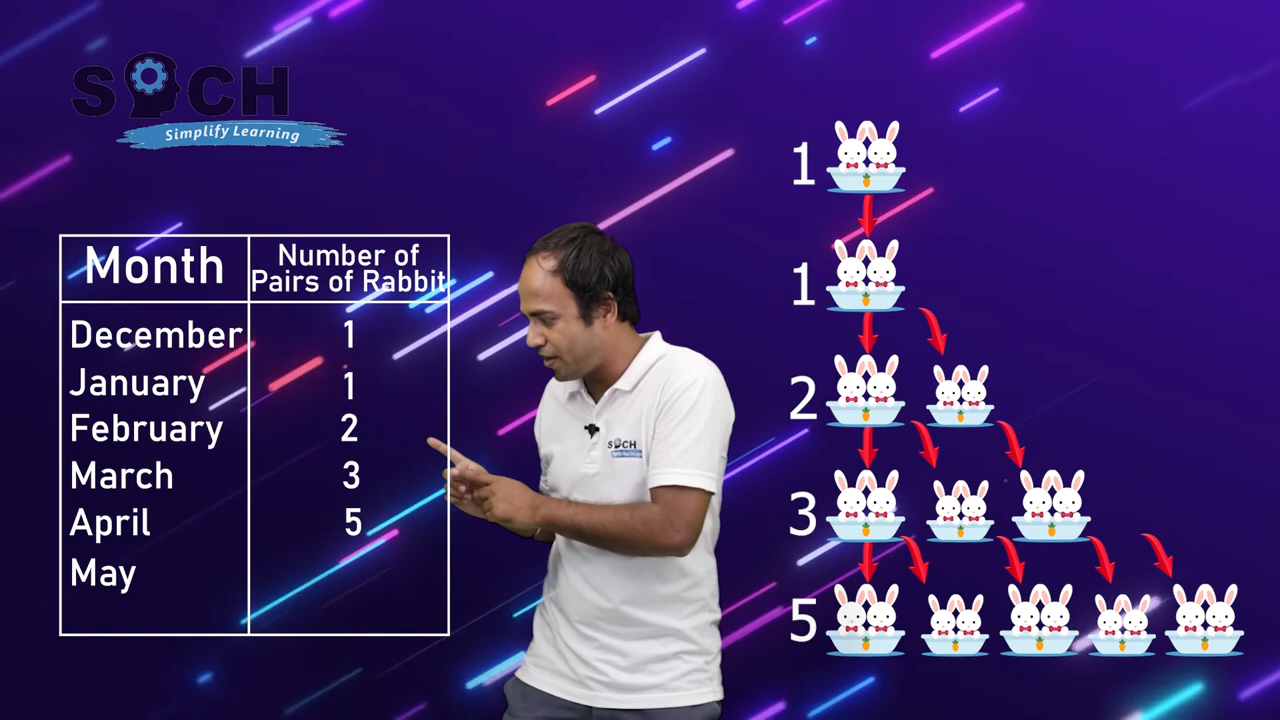 SOCH
Simplify Learning
Month
Number of
Pairs of Rabbit
December 1
January 1
February 2
March 3
April 5
May
SOCH
1
1
2
3
5